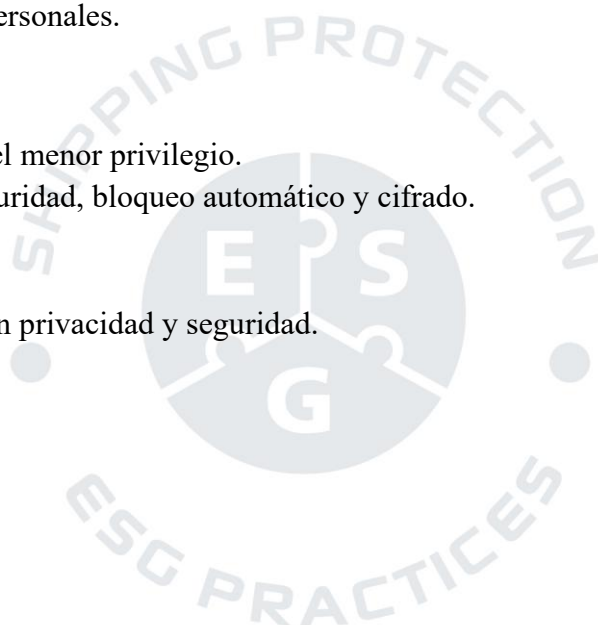 ersonales.
SHIPPING PROTECTION
el menor privilegio.
uridad, bloqueo automático y cifrado.
E S
G
n privacidad y seguridad.
ESG PRACTICES